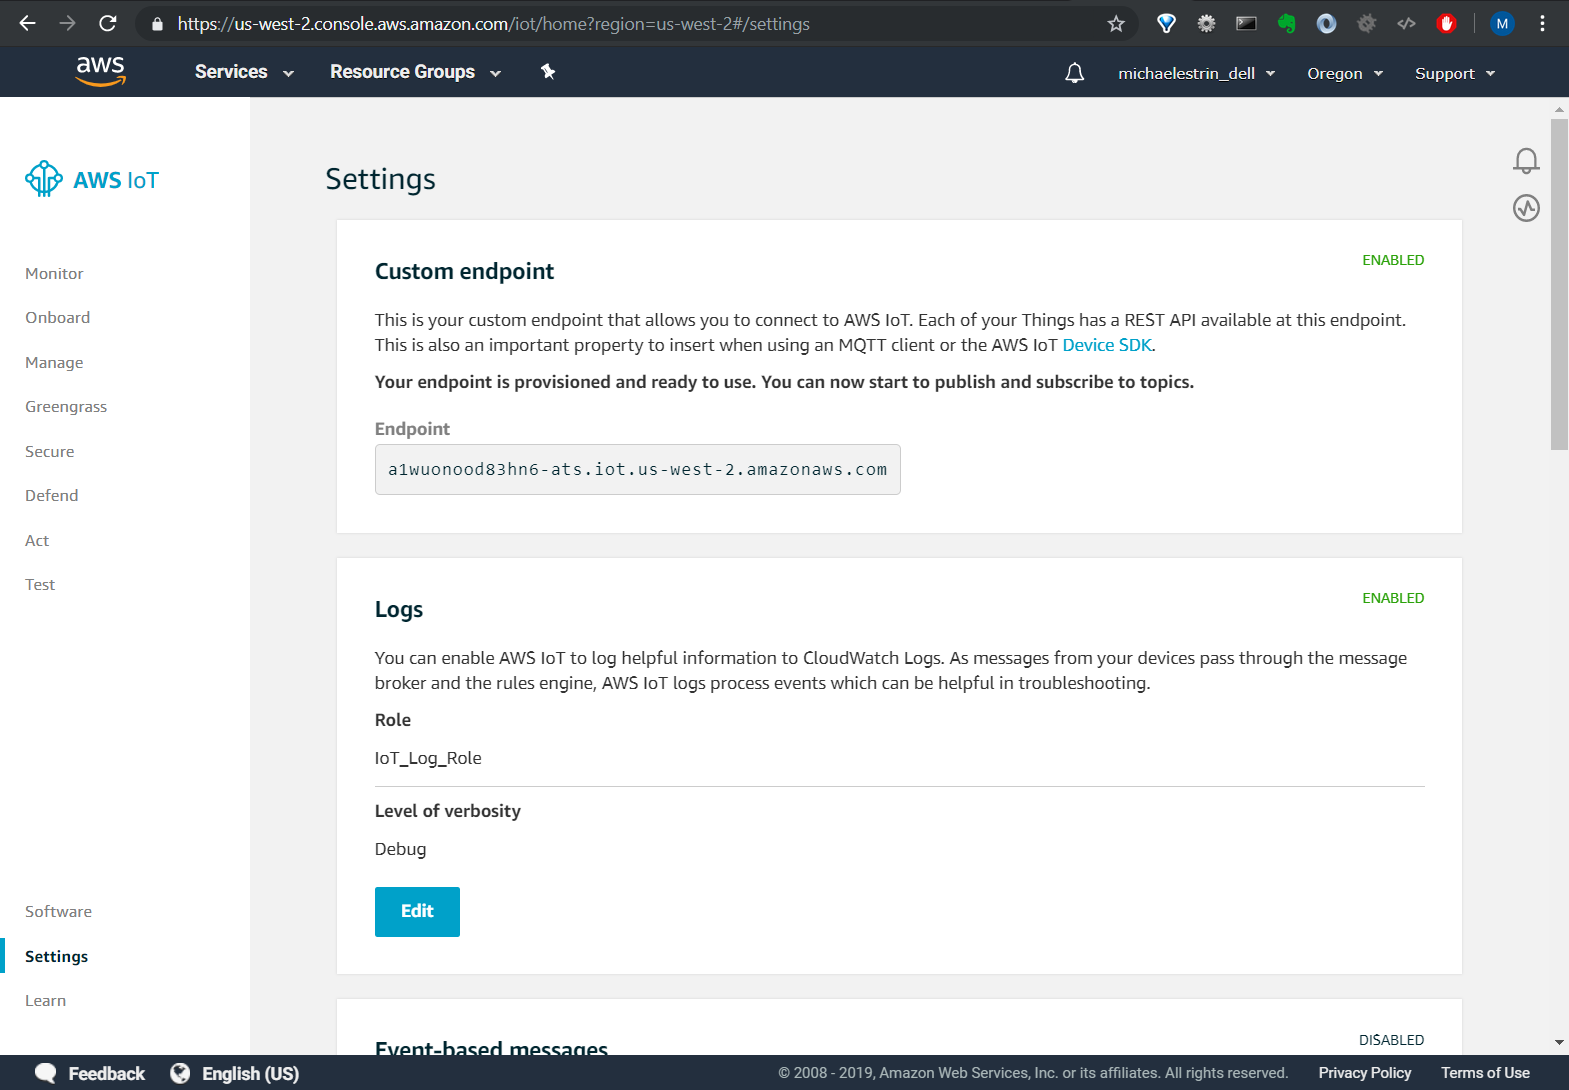 https://us-west-2.console.aws.amazon.com/iot/home?region=us-west-2#/settings
M
aws
Services
Resource Groups
michaelestrin_dell
Oregon
Support
AWS IoT
Monitor
Onboard
Manage
Greengrass
Secure
Defend
Act
Test
Software
Settings
Learn
Settings
Custom endpoint
ENABLED
This is your custom endpoint that allows you to connect to AWS IoT. Each of your Things has a REST API available at this endpoint.
This is also an important property to insert when using an MQTT client or the AWS IoT Device SDK.
Your endpoint is provisioned and ready to use. You can now start to publish and subscribe to topics.
Endpoint
a1wuonood83hn6-ats.iot.us-west-2.amazonaws.com
Logs
ENABLED
You can enable AWS IoT to log helpful information to CloudWatch Logs. As messages from your devices pass through the message
broker and the rules engine, AWS IoT logs process events which can be helpful in troubleshooting.
Role
IoT_Log_Role
Level of verbosity
Debug
Edit
Event-based messages
DISABLED
Feedback
English (US)
© 2008 - 2019, Amazon Web Services, Inc. or its affiliates. All rights reserved.
Privacy Policy
Terms of Use